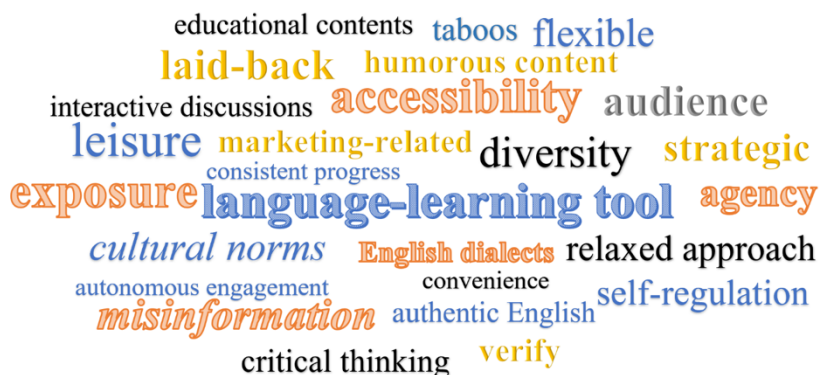 educational contents taboos flexible
laid-back humorous content
interactive discussions accessibility audience
leisure marketing-related diversity strategic
consistent progress
exposure language-learning tool agency
cultural norms English dialects relaxed approach
autonomous engagement convenience self-regulation
misinformation authentic English
critical thinking verify